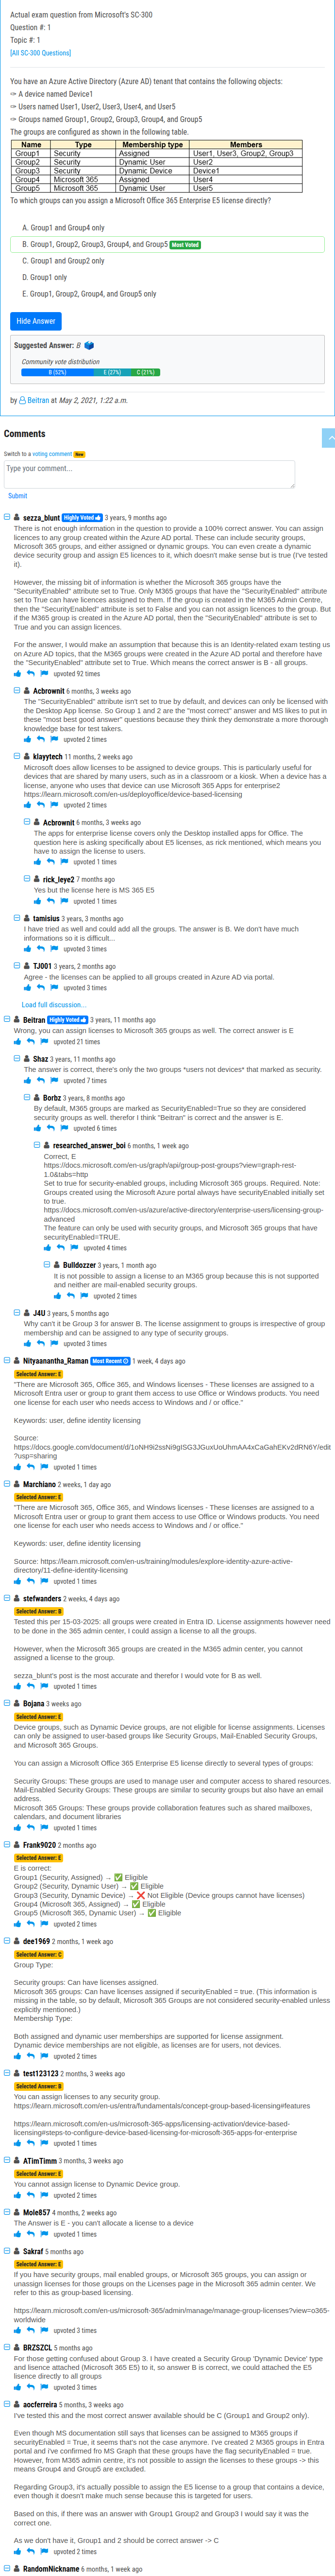 Actual exam question from Microsoft's SC-300
Question #: 1
Topic #: 1
[All SC-300 Questions]
You have an Azure Active Directory (Azure AD) tenant that contains the following objects:
✑ A device named Device1
✑ Users named User1, User2, User3, User4, and User5
✑ Groups named Group1, Group2, Group3, Group4, and Group5
The groups are configured as shown in the following table.
Name Type Membership type Members
Group1 Security Assigned User1, User3, Group2, Group3
Group2 Security Dynamic User User2
Group3 Security Dynamic Device Device1
Group4 Microsoft 365 Assigned User4
Group5 Microsoft 365 Dynamic User User5
To which groups can you assign a Microsoft Office 365 Enterprise E5 license directly?
A. Group1 and Group4 only
B. Group1, Group2, Group3, Group4, and Group5 Most Voted
C. Group1 and Group2 only
D. Group1 only
E. Group1, Group2, Group4, and Group5 only
Hide Answer
Suggested Answer: B
Community vote distribution
B (52%) E (27%) C (21%)
by Beitran at May 2, 2021, 1:22 a.m.
Comments
Switch to a voting comment New
Type your comment...
Submit
sezza_blunt Highly Voted 3 years, 9 months ago
There is not enough information in the question to provide a 100% correct answer. You can assign
licences to any group created within the Azure AD portal. These can include security groups,
Microsoft 365 groups, and either assigned or dynamic groups. You can even create a dynamic
device security group and assign E5 licences to it, which doesn't make sense but is true (I've tested
it).
However, the missing bit of information is whether the Microsoft 365 groups have the
"SecurityEnabled" attribute set to True. Only M365 groups that have the "SecurityEnabled" attribute
set to True can have licences assigned to them. If the group is created in the M365 Admin Centre,
then the "SecurityEnabled" attribute is set to False and you can not assign licences to the group. But
if the M365 group is created in the Azure AD portal, then the "SecurityEnabled" attribute is set to
True and you can assign licences.
For the answer, I would make an assumption that because this is an Identity-related exam testing us
on Azure AD topics, that the M365 groups were created in the Azure AD portal and therefore have
the "SecurityEnabled" attribute set to True. Which means the correct answer is B - all groups.
upvoted 92 times
Acbrownit 6 months, 3 weeks ago
The "SecurityEnabled" attribute isn't set to true by default, and devices can only be licensed with
the Desktop App license. So Group 1 and 2 are the "most correct" answer and MS likes to put in
these "most best good answer" questions because they think they demonstrate a more thorough
knowledge base for test takers.
upvoted 2 times
klayytech 11 months, 2 weeks ago
Microsoft does allow licenses to be assigned to device groups. This is particularly useful for
devices that are shared by many users, such as in a classroom or a kiosk. When a device has a
license, anyone who uses that device can use Microsoft 365 Apps for enterprise2
https://learn.microsoft.com/en-us/deployoffice/device-based-licensing
upvoted 2 times
Acbrownit 6 months, 3 weeks ago
The apps for enterprise license covers only the Desktop installed apps for Office. The
question here is asking specifically about E5 licenses, as rick mentioned, which means you
have to assign the license to users.
upvoted 1 times
rick_leye2 7 months ago
Yes but the license here is MS 365 E5
upvoted 1 times
tamisius 3 years, 3 months ago
I have tried as well and could add all the groups. The answer is B. We don't have much
informations so it is difficult...
upvoted 3 times
TJ001 3 years, 2 months ago
Agree - the licenses can be applied to all groups created in Azure AD via portal.
upvoted 3 times
Load full discussion...
Beitran Highly Voted 3 years, 11 months ago
Wrong, you can assign licenses to Microsoft 365 groups as well. The correct answer is E
upvoted 21 times
Shaz 3 years, 11 months ago
The answer is correct, there's only the two groups *users not devices* that marked as security.
upvoted 7 times
Borbz 3 years, 8 months ago
By default, M365 groups are marked as SecurityEnabled=True so they are considered
security groups as well. therefor I think "Beitran" is correct and the answer is E.
upvoted 6 times
researched_answer_boi 6 months, 1 week ago
Correct, E
https://docs.microsoft.com/en-us/graph/api/group-post-groups?view=graph-rest-
1.0&tabs=http
Set to true for security-enabled groups, including Microsoft 365 groups. Required. Note:
Groups created using the Microsoft Azure portal always have securityEnabled initially set
to true.
https://docs.microsoft.com/en-us/azure/active-directory/enterprise-users/licensing-group-
advanced
The feature can only be used with security groups, and Microsoft 365 groups that have
securityEnabled=TRUE.
upvoted 4 times
Bulldozzer 3 years, 1 month ago
It is not possible to assign a license to an M365 group because this is not supported
and neither are mail-enabled security groups.
upvoted 2 times
J4U 3 years, 5 months ago
Why can't it be Group 3 for answer B. The license assignment to groups is irrespective of group
membership and can be assigned to any type of security groups.
upvoted 3 times
Nityaanantha_Raman Most Recent 1 week, 4 days ago
Selected Answer: E
"There are Microsoft 365, Office 365, and Windows licenses - These licenses are assigned to a
Microsoft Entra user or group to grant them access to use Office or Windows products. You need
one license for each user who needs access to Windows and / or office."
Keywords: user, define identity licensing
Source:
https://docs.google.com/document/d/1oNH9i2ssNi9gISG3JGuxUoUhmAA4xCaGahEKv2dRN6Y/edit
?usp=sharing
upvoted 1 times
Marchiano 2 weeks, 1 day ago
Selected Answer: E
"There are Microsoft 365, Office 365, and Windows licenses - These licenses are assigned to a
Microsoft Entra user or group to grant them access to use Office or Windows products. You need
one license for each user who needs access to Windows and / or office."
Keywords: user, define identity licensing
Source: https://learn.microsoft.com/en-us/training/modules/explore-identity-azure-active-
directory/11-define-identity-licensing
upvoted 1 times
stefwanders 2 weeks, 4 days ago
Selected Answer: B
Tested this per 15-03-2025: all groups were created in Entra ID. License assignments however need
to be done in the 365 admin center, I could assign a license to all the groups.
However, when the Microsoft 365 groups are created in the M365 admin center, you cannot
assigned a license to the group.
sezza_blunt's post is the most accurate and therefor I would vote for B as well.
upvoted 1 times
Bojana 3 weeks ago
Selected Answer: E
Device groups, such as Dynamic Device groups, are not eligible for license assignments. Licenses
can only be assigned to user-based groups like Security Groups, Mail-Enabled Security Groups,
and Microsoft 365 Groups.
You can assign a Microsoft Office 365 Enterprise E5 license directly to several types of groups:
Security Groups: These groups are used to manage user and computer access to shared resources.
Mail-Enabled Security Groups: These groups are similar to security groups but also have an email
address.
Microsoft 365 Groups: These groups provide collaboration features such as shared mailboxes,
calendars, and document libraries
upvoted 1 times
Frank9020 2 months ago
Selected Answer: E
E is correct:
Group1 (Security, Assigned) → ✅ Eligible
Group2 (Security, Dynamic User) → ✅ Eligible
Group3 (Security, Dynamic Device) → ❌ Not Eligible (Device groups cannot have licenses)
Group4 (Microsoft 365, Assigned) → ✅ Eligible
Group5 (Microsoft 365, Dynamic User) → ✅ Eligible
upvoted 2 times
dee1969 2 months, 1 week ago
Selected Answer: C
Group Type:
Security groups: Can have licenses assigned.
Microsoft 365 groups: Can have licenses assigned if securityEnabled = true. (This information is
missing in the table, so by default, Microsoft 365 Groups are not considered security-enabled unless
explicitly mentioned.)
Membership Type:
Both assigned and dynamic user memberships are supported for license assignment.
Dynamic device memberships are not eligible, as licenses are for users, not devices.
upvoted 2 times
test123123 2 months, 3 weeks ago
Selected Answer: B
You can assign licenses to any security group.
https://learn.microsoft.com/en-us/entra/fundamentals/concept-group-based-licensing#features
https://learn.microsoft.com/en-us/microsoft-365-apps/licensing-activation/device-based-
licensing#steps-to-configure-device-based-licensing-for-microsoft-365-apps-for-enterprise
upvoted 1 times
ATimTimm 3 months, 3 weeks ago
Selected Answer: E
You cannot assign license to Dynamic Device group.
upvoted 2 times
Mole857 4 months, 2 weeks ago
The Answer is E - you can't allocate a license to a device
upvoted 1 times
Sakraf 5 months ago
Selected Answer: E
If you have security groups, mail enabled groups, or Microsoft 365 groups, you can assign or
unassign licenses for those groups on the Licenses page in the Microsoft 365 admin center. We
refer to this as group-based licensing.
https://learn.microsoft.com/en-us/microsoft-365/admin/manage/manage-group-licenses?view=o365-
worldwide
upvoted 3 times
BRZSZCL 5 months ago
For those getting confused about Group 3. I have created a Security Group 'Dynamic Device' type
and lisence attached (Microsoft 365 E5) to it, so answer B is correct, we could attached the E5
lisence directly to all groups
upvoted 3 times
aocferreira 5 months, 3 weeks ago
I've tested this and the most correct answer available should be C (Group1 and Group2 only).
Even though MS documentation still says that licenses can be assigned to M365 groups if
securityEnabled = True, it seems that's not the case anymore. I've created 2 M365 groups in Entra
portal and i've confirmed fro MS Graph that these groups have the flag securityEnabled = true.
However, from M365 admin centre, it's not possible to assign the licenses to these groups -> this
means Group4 and Group5 are excluded.
Regarding Group3, it's actually possible to assign the E5 license to a group that contains a device,
even though it doesn't make much sense because this is targeted for users.
Based on this, if there was an answer with Group1 Group2 and Group3 I would say it was the
correct one.
As we don't have it, Group1 and 2 should be correct answer -> C
upvoted 2 times
RandomNickname 6 months, 1 week ago